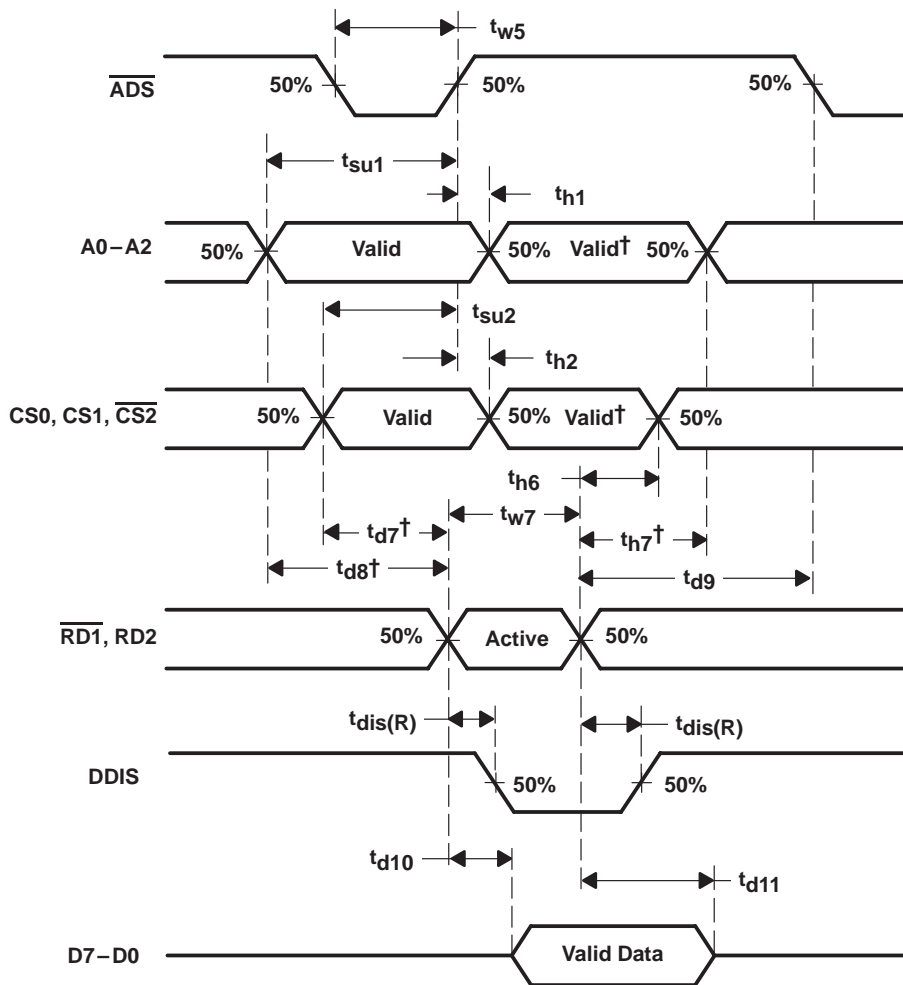 tw5
ADS
50%
50%
50%
tsu1
th1
A0–A2
50%
Valid
50%
Valid†
50%
tsu2
th2
CS0, CS1, CS2
50%
Valid
50%
Valid†
50%
th6
tw7
td7†
th7†
td8†
td9
RD1, RD2
50%
Active
50%
tdis(R)
tdis(R)
DDIS
50%
50%
td10
td11
D7–D0
Valid Data